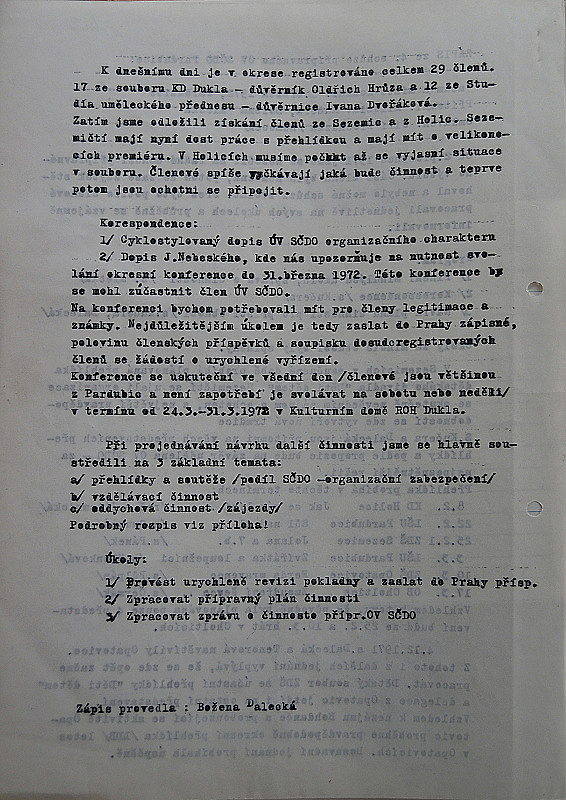 K dnešnímu dni je v okrese registrováno celkem 29 členů.
17 ze souboru KD Dukla – důvěrník Oldřich Hrůza a 12 ze Stu-
dia uměleckého přednesu – důvěrnice Ivana Dvořáková.
Zatím jsme odložili získání členů ze Sezemic a z Holic. Seze-
mičtí mají nyní dost práce s přehlídkou a mají mít o velikono-
cích premiéru. V Holicích musíme počkat až se vyjasní situace
v souboru. Členové spíše vyčkávají jaká bude činnost a teprve
potom jsou ochotni se připojit.
Korespondence:
1/ Cyklostylovaný dopis ÚV SČDO organizačního charakteru
2/ Dopis J.Nebeského, kde nás upozorňuje na nutnost svo-
lání okresní konference do 31.března 1972. Této konference by
se mohl zúčastnit člen ÚV SČDO.
Na konferenci bychom potřebovali mít pro členy legitimace a
známky. Nejdůležitějším úkolem je tedy zaslat do Prahy zápisné,
polovinu členských příspěvků a soupisku dosud registrovaných
členů se žádostí o urychlené vyřízení.
Konference se uskuteční ve všední den /členové jsou většinou
z Pardubic a není zapotřebí je svolávat na sobotu nebo neděli/
v termínu od 24.3.–31.3.1972 v Kulturním domě ROH Dukla.
Při projednávání návrhu další činnosti jsme se hlavně sou-
středili na 3 základní temata:
a/ přehlídky a soutěže /podíl SČDO –organizační zabezpečení/
b/ vzdělávací činnost
c/ oddychová činnost /zájezdy/
Podrobný rozpis viz příloha!
Úkoly:
1/ Provést urychleně revizi pokladny a zaslat do Prahy přísp.
2/ Zpracovat přípravný plán činnosti
3/ Zpracovat zprávu o činnosto přípr.OV SČDO
Zápis provedla : Božena Dalecká